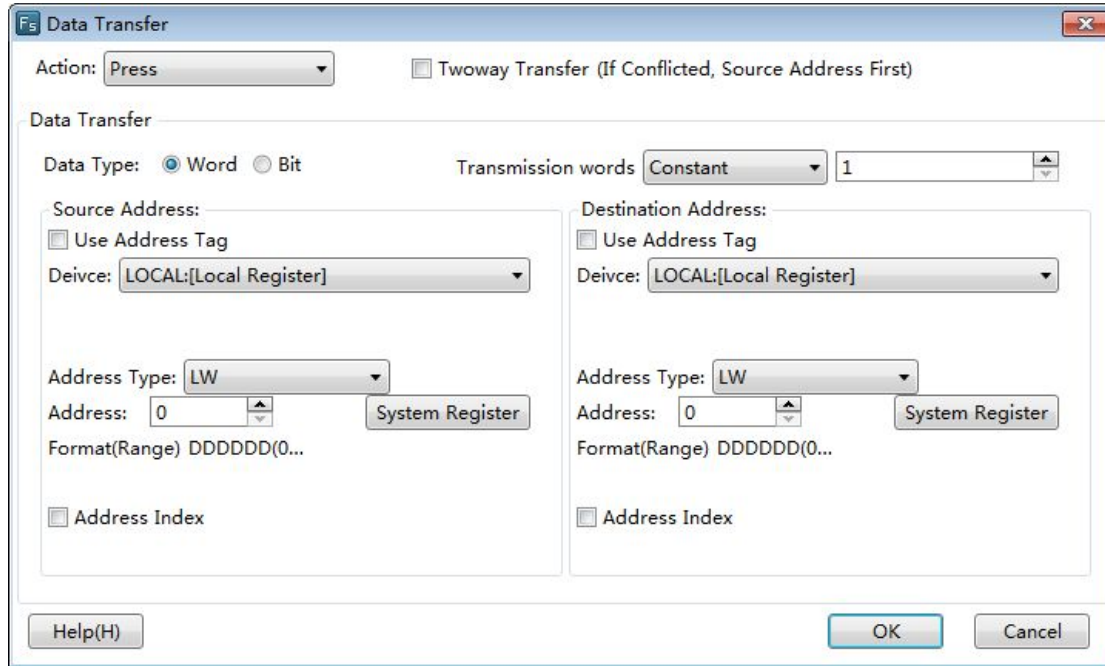 Fs Data Transfer
Action: Press Twoway Transfer (If Conflicted, Source Address First)
Data Transfer
Data Type: Word Bit Transmission words Constant 1
Source Address: Destination Address:
Use Address Tag Use Address Tag
Deivce: LOCAL:[Local Register] Deivce: LOCAL:[Local Register]
Address Type: LW Address Type: LW
Address: 0 System Register Address: 0 System Register
Format(Range) DDDDDD(0... Format(Range) DDDDDD(0...
Address Index Address Index
Help(H) OK Cancel